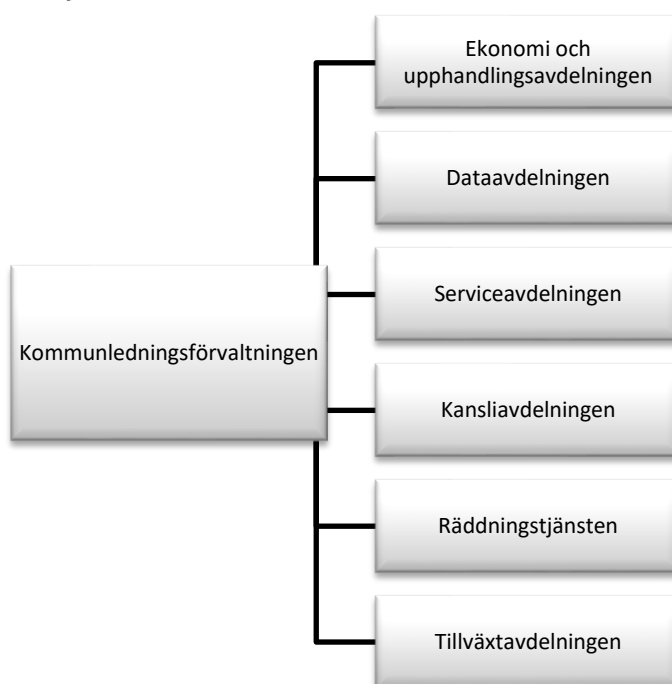 Ekonomi och
upphandlingsavdelningen
Dataavdelningen
Serviceavdelningen
Kommunledningsförvaltningen
Kansliavdelningen
Räddningstjänsten
Tillväxtavdelningen